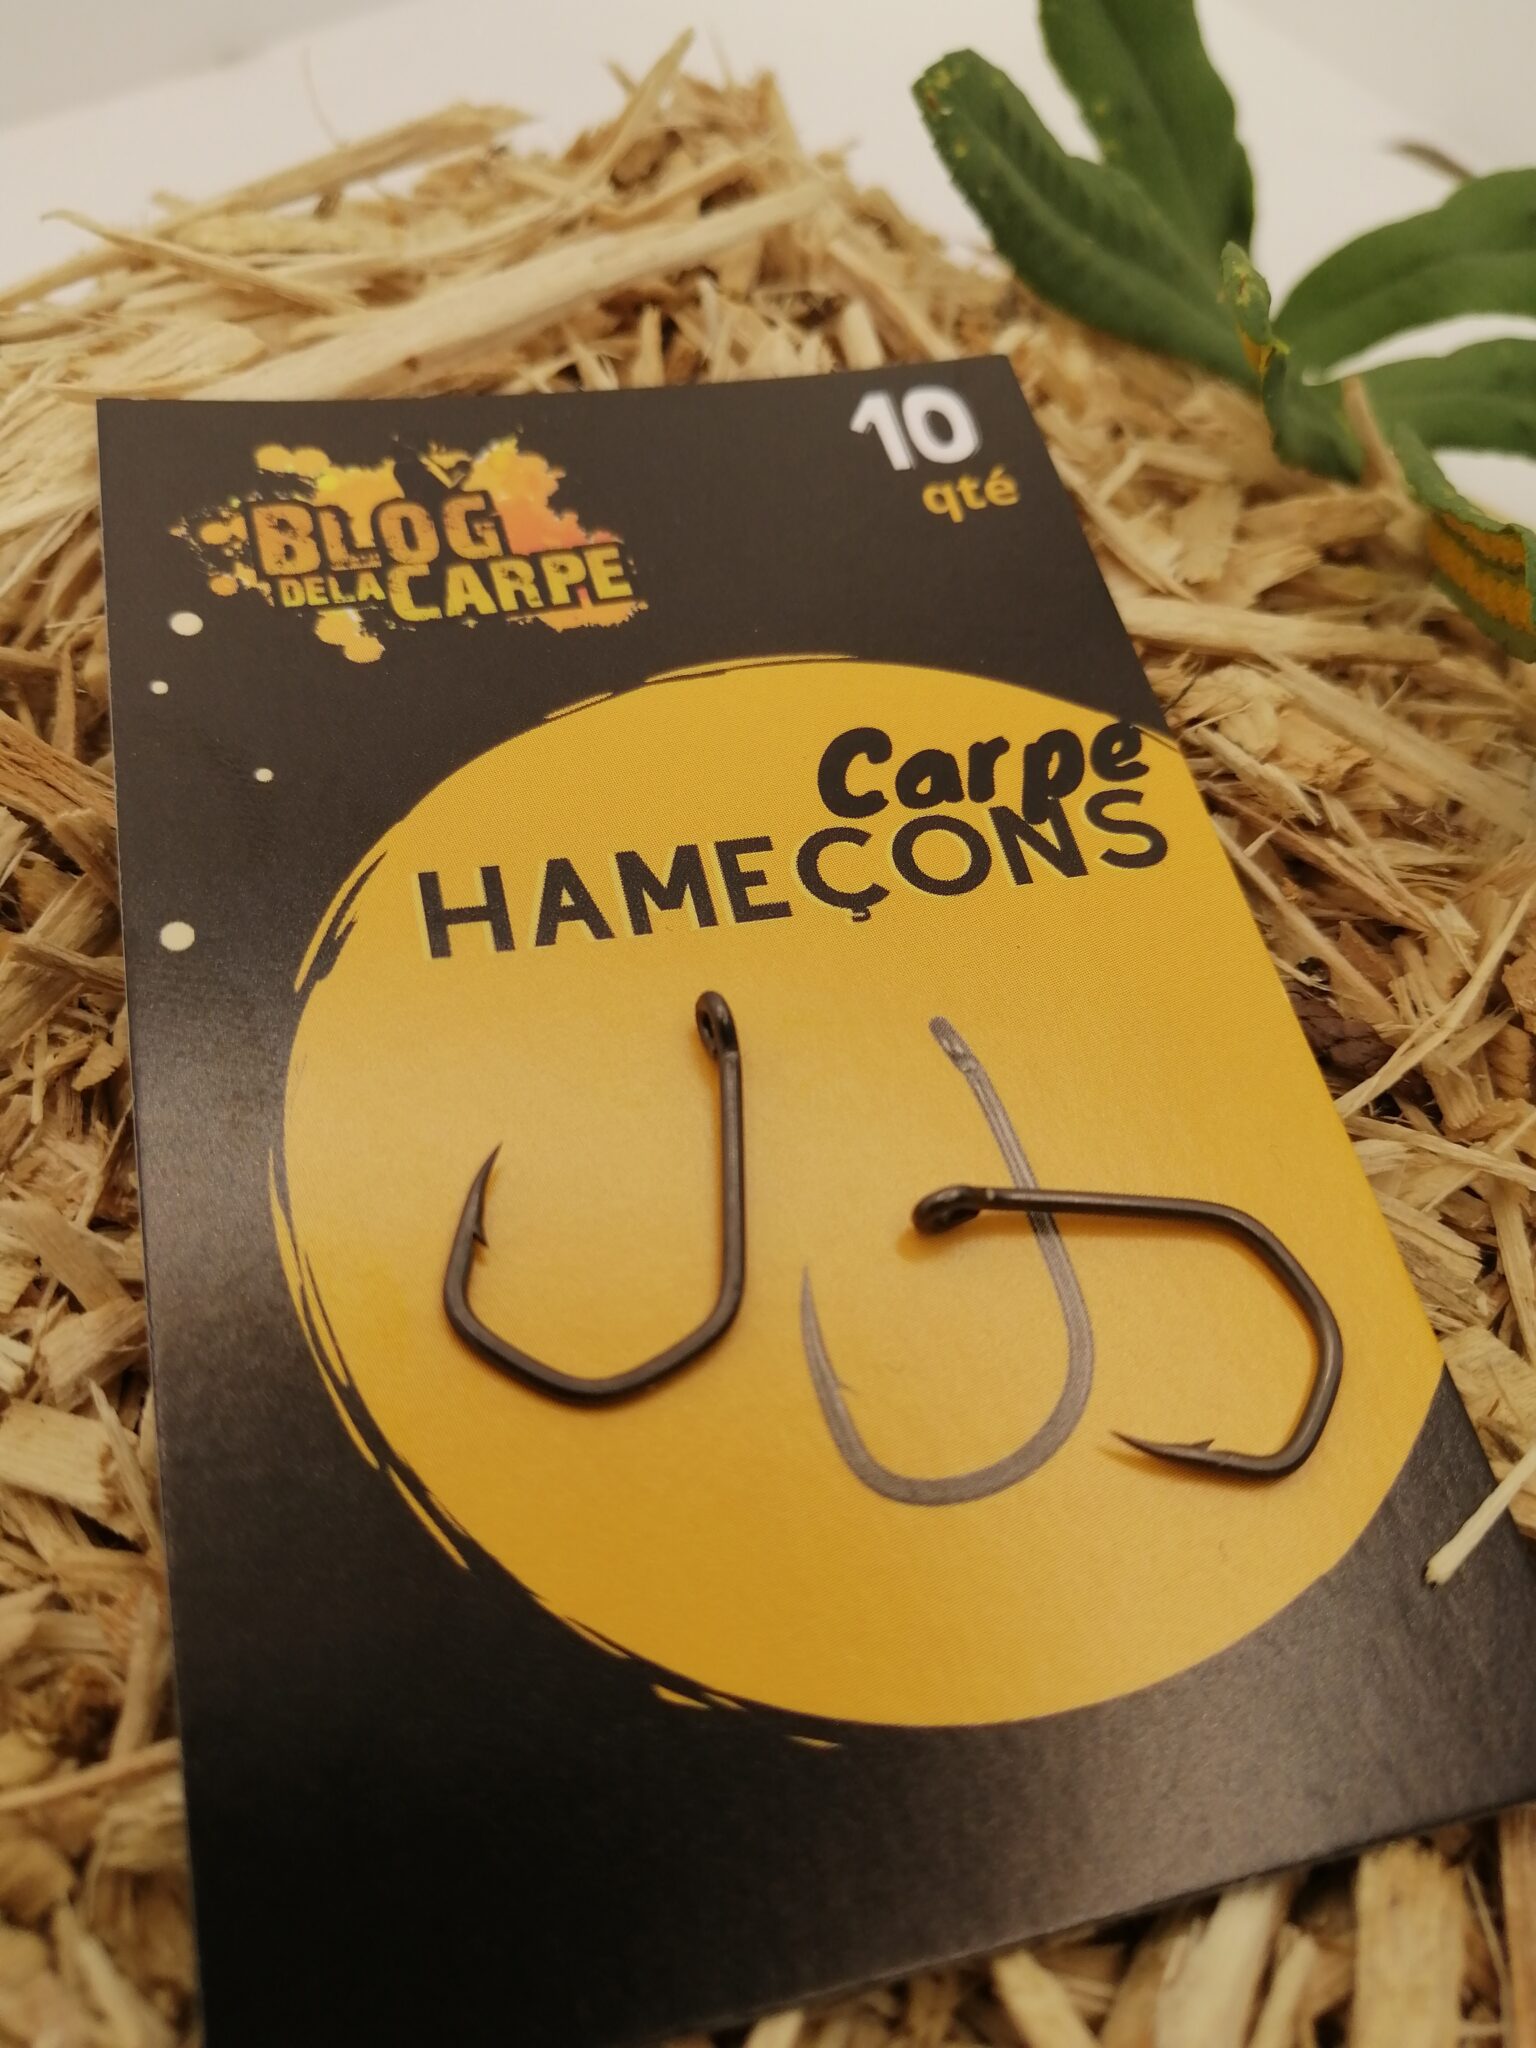 10
qté
BLOG
DE LA CARPE
Carpe
HAMEÇONS